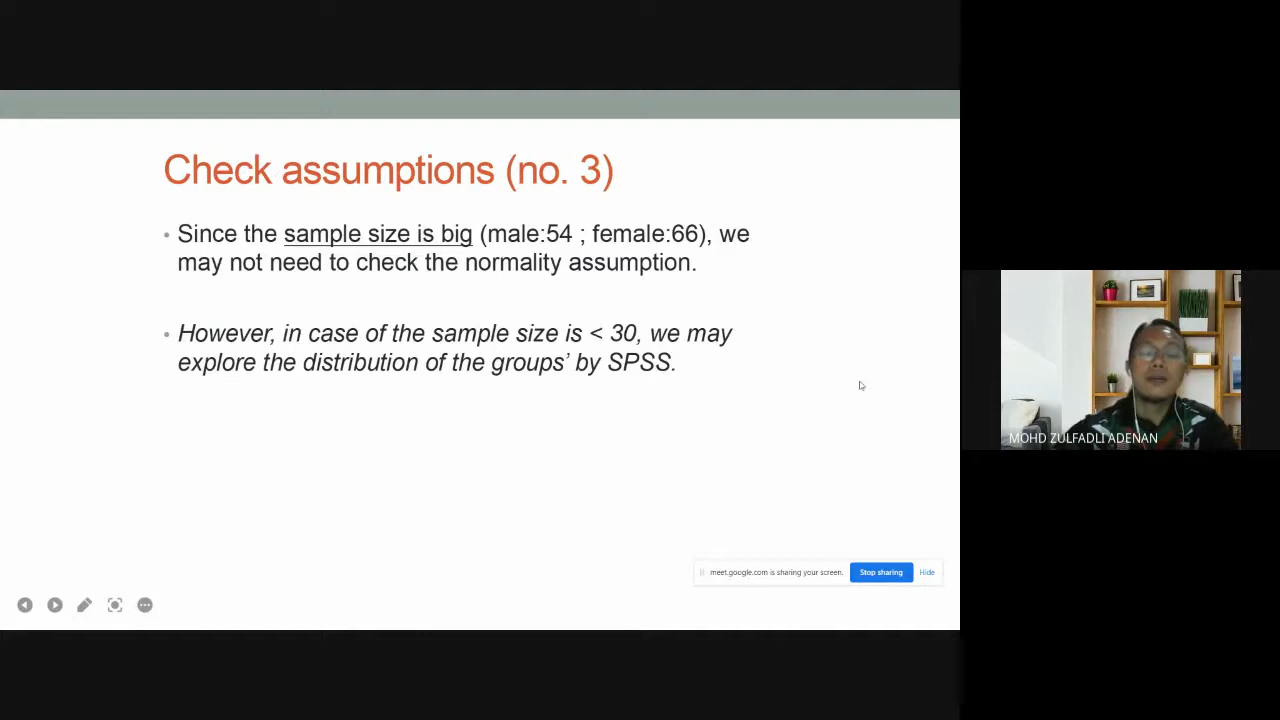 Check assumptions (no. 3)
• Since the sample size is big (male:54 ; female:66), we
may not need to check the normality assumption.
• However, in case of the sample size is < 30, we may
explore the distribution of the groups’ by SPSS.
MOHD ZULFADLI ADENAN
meet.google.com is sharing your screen.
Stop sharing
Hide